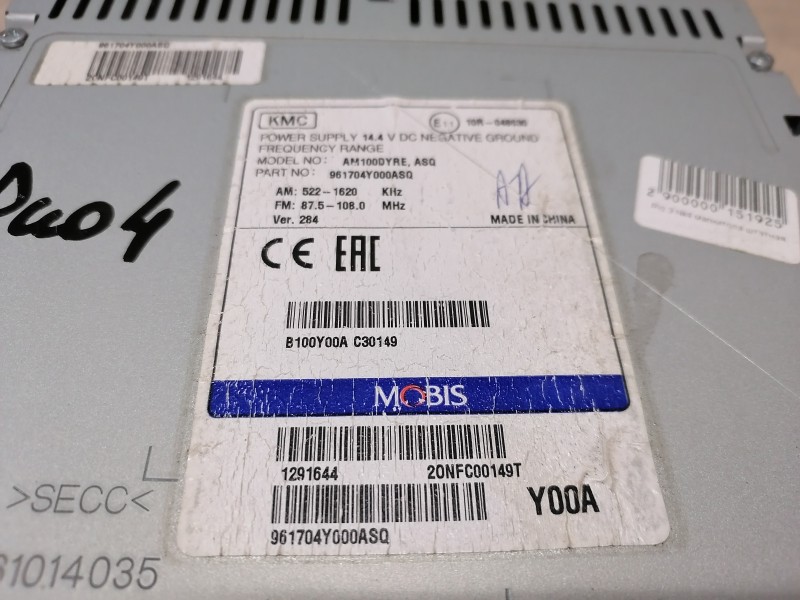 961704Y000ASQ
KMC
E11 10R-048690
POWER SUPPLY 14.4 V DC NEGATIVE GROUND
FREQUENCY RANGE
MODEL NO: AM100DYRE, ASQ
PART NO: 961704Y000ASQ
AM: 522-1620 KHz
FM: 87.5-108.0 MHz
Ver. 284
MADE IN CHINA
2 900000 151925
CE EAC
B100Y00A C30149
MOBIS
1291644 20NFC00149T
Y00A
961704Y000ASQ
>SECC<
61014035